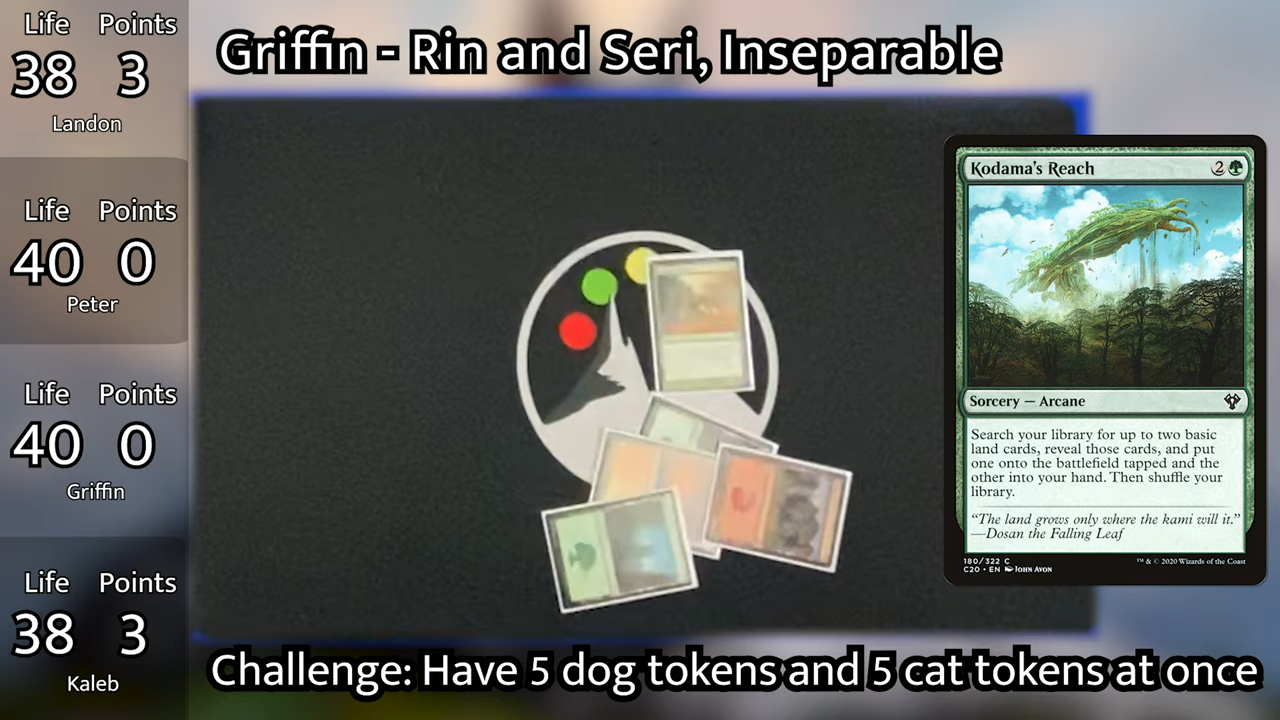 Life Points
38 3
Landon
Life Points
40 0
Peter
Life Points
40 0
Griffin
Life Points
38 3
Kaleb
Griffin - Rin and Seri, Inseparable
Kodama's Reach 2
Sorcery — Arcane
Search your library for up to two basic
land cards, reveal those cards, and put
one onto the battlefield tapped and the
other into your hand. Then shuffle your
library.
“The land grows only where the kami will it.”
—Dosan the Falling Leaf
180/322 C
C20 • EN John Avon
™ & © 2020 Wizards of the Coast
Challenge: Have 5 dog tokens and 5 cat tokens at once